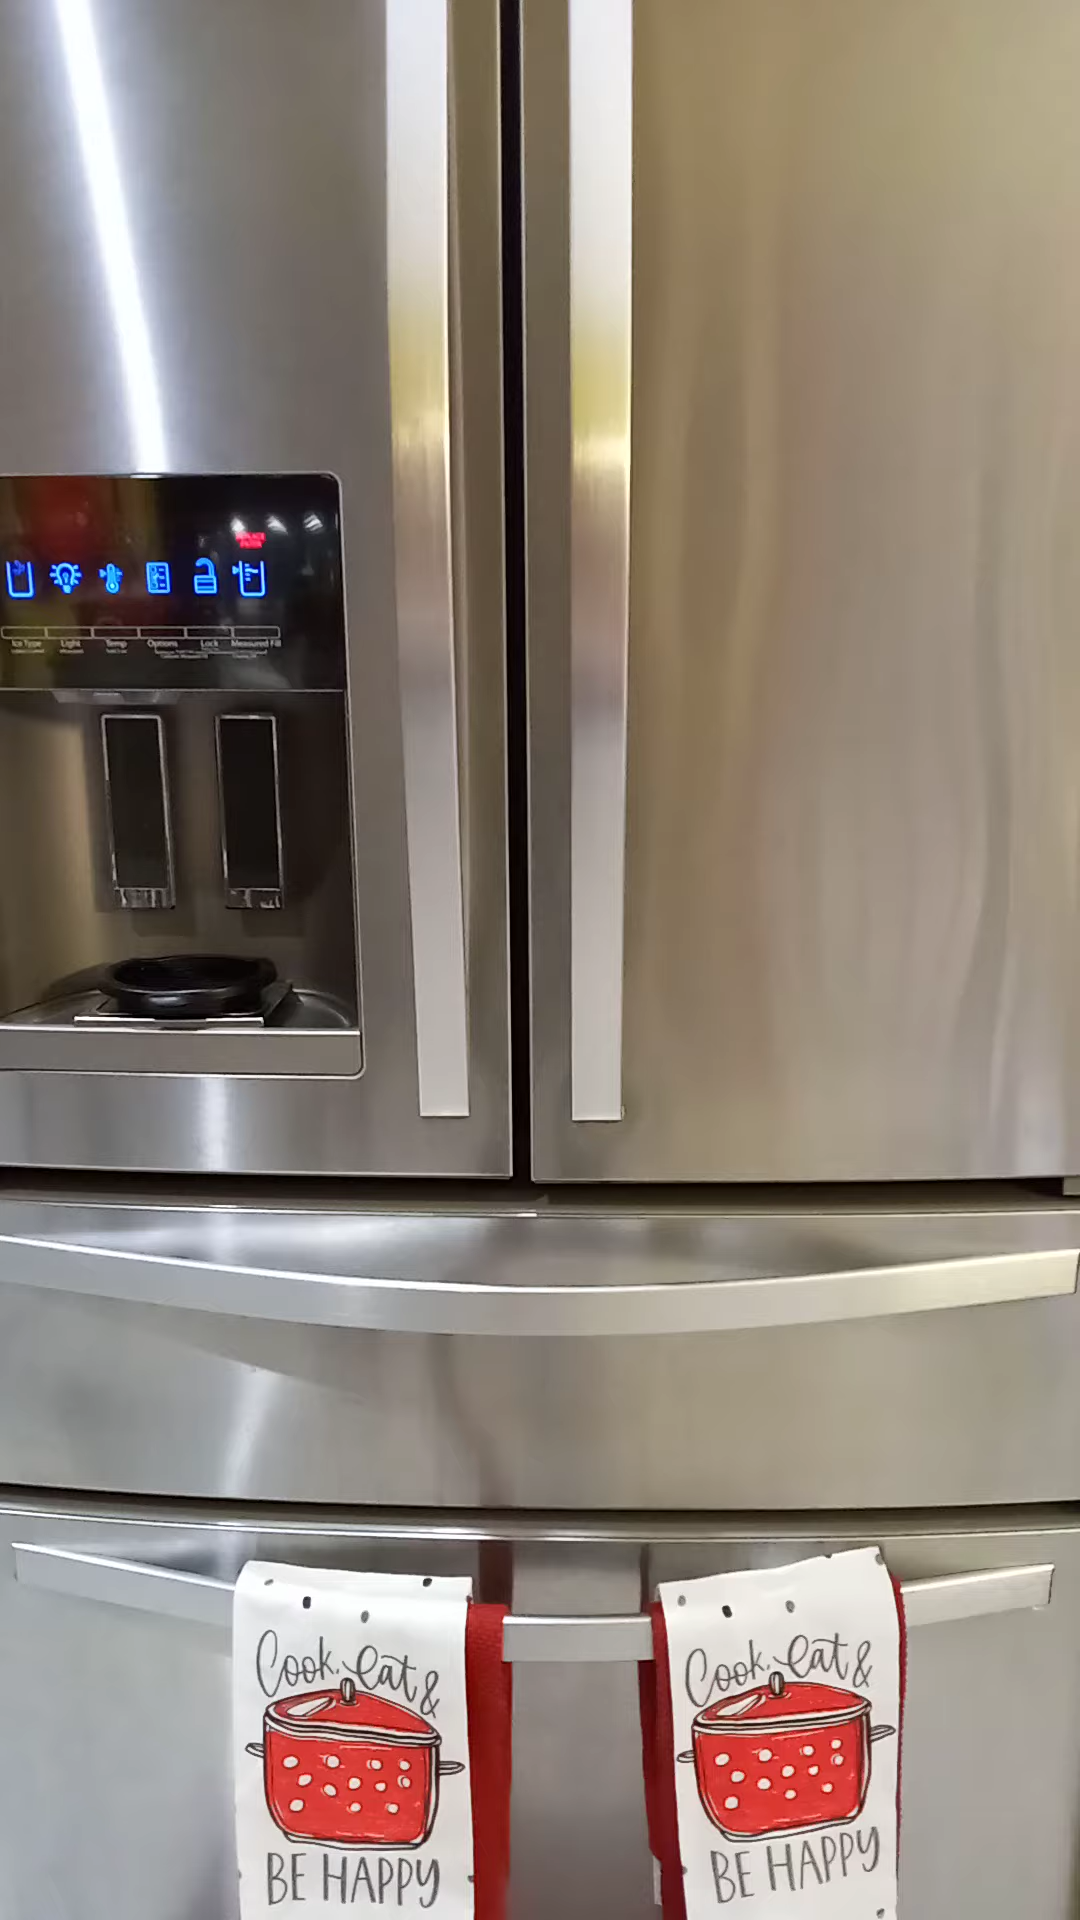 Ice Type Light Temp Options Lock Measured Fill
Cook, eat &
BE HAPPY
Cook, eat &
BE HAPPY